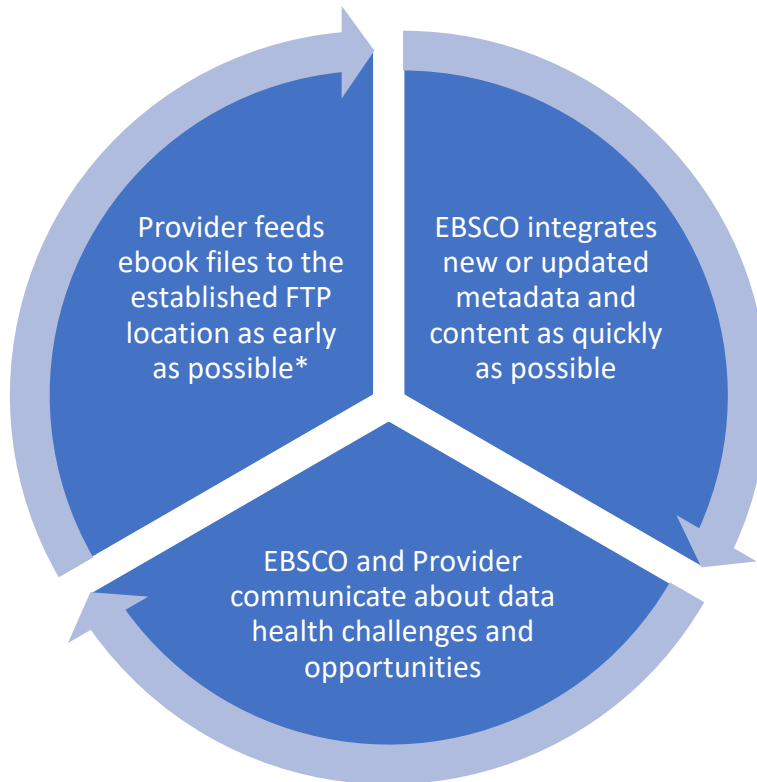 Provider feeds
ebook files to the
established FTP
location as early
as possible*
EBSCO integrates
new or updated
metadata and
content as quickly
as possible
EBSCO and Provider
communicate about data
health challenges and
opportunities